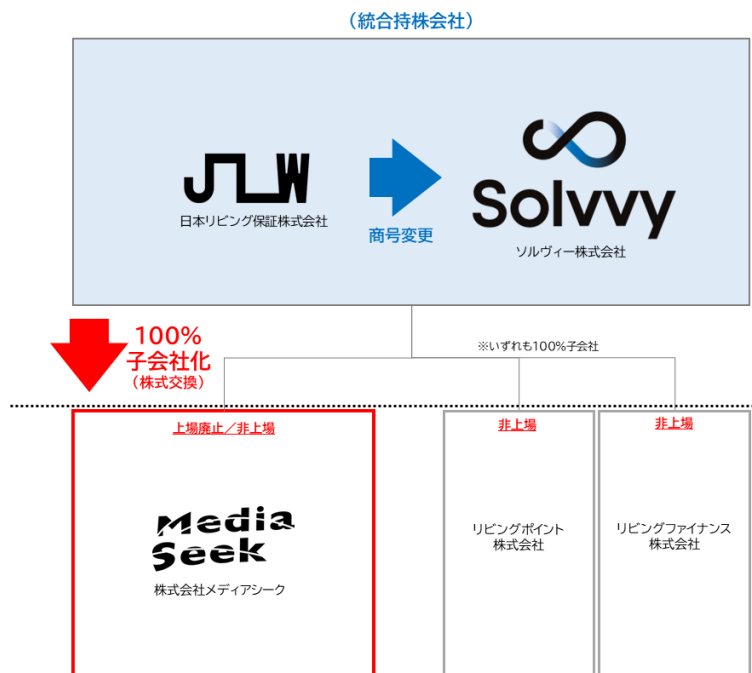 （統合持株会社）
JLW
日本リビング保証株式会社
商号変更
Solvvy
ソルヴィー株式会社
100%
子会社化
（株式交換）
※いずれも100%子会社
上場廃止／非上場
Media
Seek
株式会社メディアシーク
非上場
リビングポイント
株式会社
非上場
リビングファイナンス
株式会社